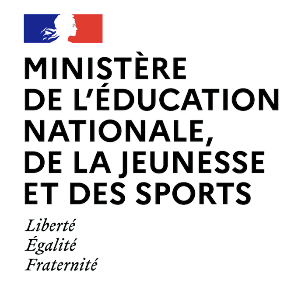 MINISTÈRE
DE L'ÉDUCATION
NATIONALE,
DE LA JEUNESSE
ET DES SPORTS
Liberté
Égalité
Fraternité